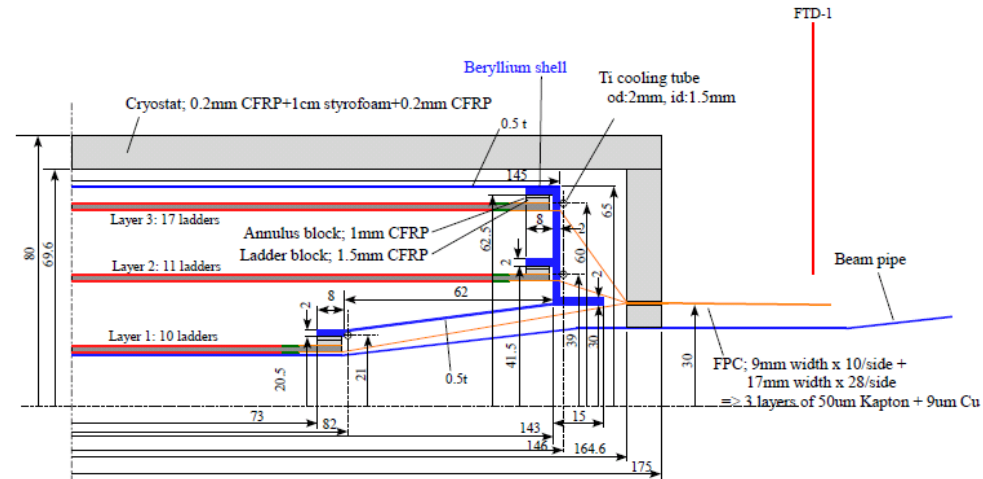 FTD-1
Beryllium shell
Ti cooling tube
od:2mm, id:1.5mm
Cryostat; 0.2mm CFRP+1cm styrofoam+0.2mm CFRP
0.5 t
145
Layer 3: 17 ladders
Annulus block; 1mm CFRP
Ladder block; 1.5mm CFRP
8
2
62.5
60
65
80
69.6
Layer 2: 11 ladders
2
2
Beam pipe
62
8
2
Layer 1: 10 ladders
20.5
21
0.5t
41.5
39
30
30
FPC; 9mm width x 10/side +
17mm width x 28/side
=> 3 layers of 50um Kapton + 9um Cu
73
82
15
143
146
164.6
175